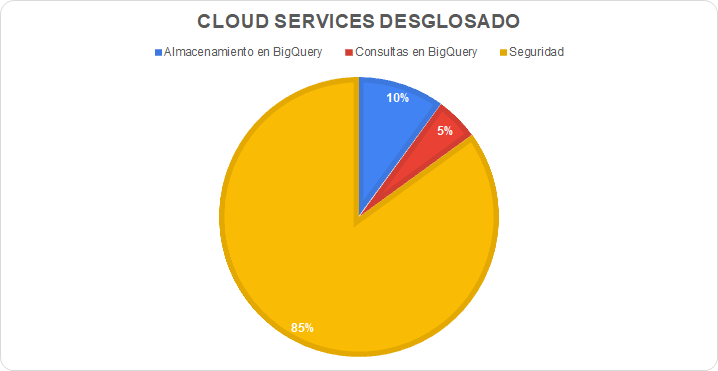 CLOUD SERVICES DESGLOSADO
Almacenamiento en BigQuery Consultas en BigQuery Seguridad
10%
5%
85%